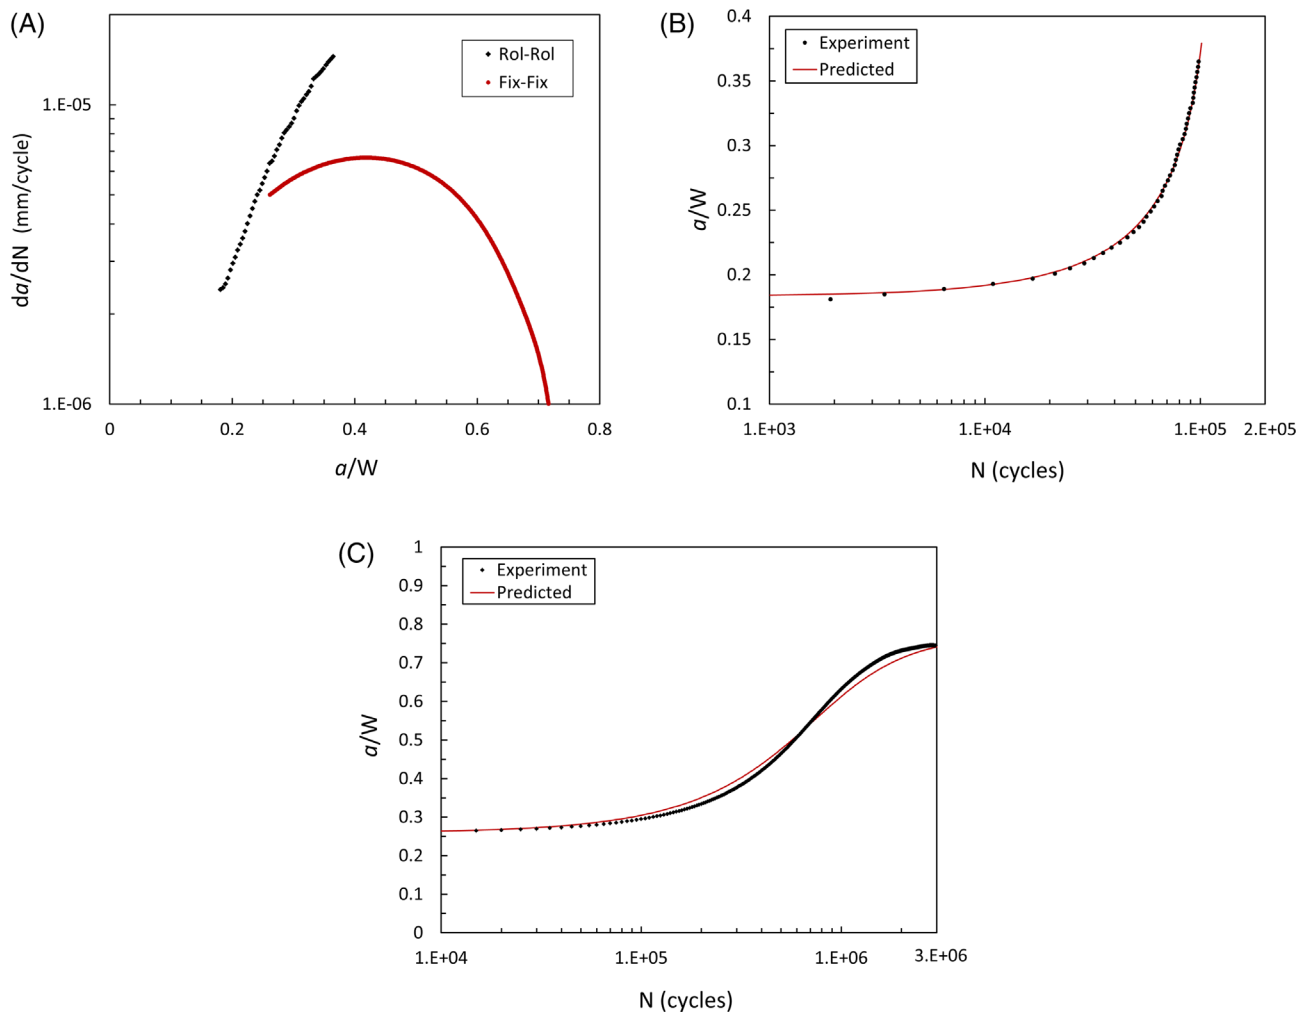 (A)
Rol-Rol
Fix-Fix
1.E-05
1.E-06
da/dN (mm/cycle)
0 0.2 0.4 0.6 0.8
a/W
(B)
Experiment
Predicted
0.4
0.35
0.3
0.25
0.2
0.15
0.1
a/W
1.E+03 1.E+04 1.E+05 2.E+05
N (cycles)
(C)
Experiment
Predicted
1
0.9
0.8
0.7
0.6
0.5
0.4
0.3
0.2
0.1
0
a/W
1.E+04 1.E+05 1.E+06 3.E+06
N (cycles)